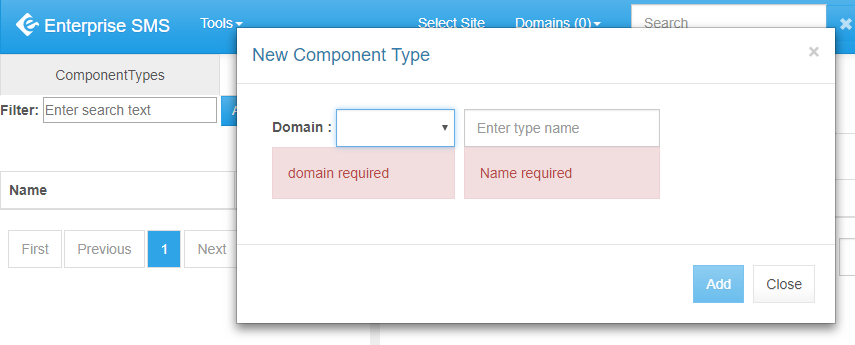 Enterprise SMS Tools Select Site Domains (0) Search ×
New Component Type ×
ComponentTypes
Filter: Enter search text A
Domain : Enter type name
domain required Name required
Name
First Previous 1 Next
Add Close